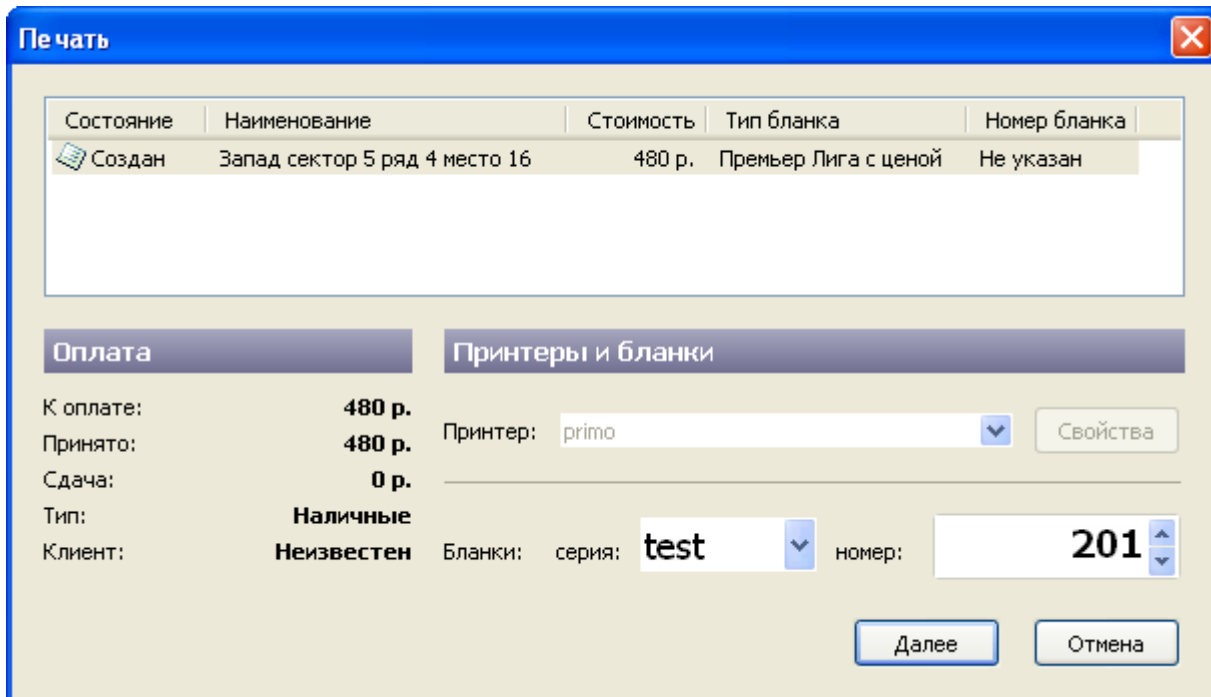 Печать
Состояние Наименование Стоимость Тип бланка Номер бланка
Создан Запад сектор 5 ряд 4 место 16 480 р. Премьер Лига с ценой Не указан
Оплата Принтеры и бланки
К оплате: 480 р.
Принято: 480 р.
Принтер: primo Свойства
Сдача: 0 р.
Тип: Наличные
Клиент: Неизвестен
Бланки: серия: test номер: 201
Далее Отмена